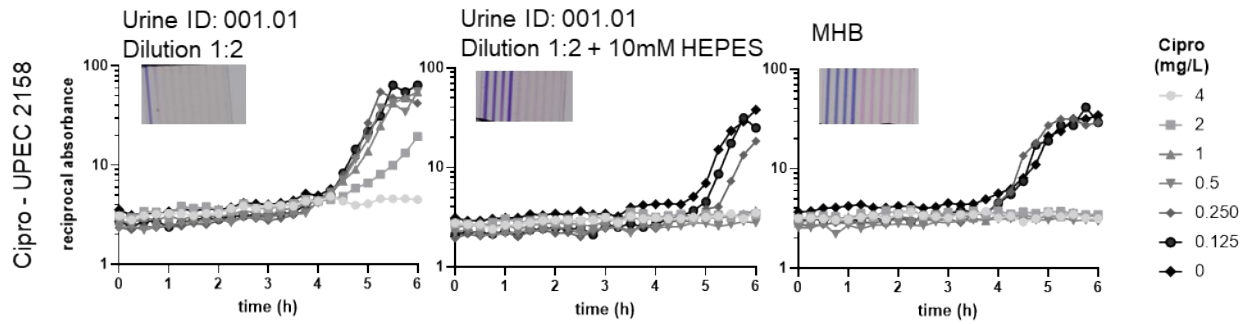 Urine ID: 001.01
Dilution 1:2
Urine ID: 001.01
Dilution 1:2 + 10mM HEPES
MHB
Cipro - UPEC 2158
reciprocal absorbance
100
10
1
0 1 2 3 4 5 6
time (h)
100
10
1
0 1 2 3 4 5 6
time (h)
100
10
1
0 1 2 3 4 5 6
time (h)
Cipro
(mg/L)
4
2
1
0.5
0.250
0.125
0